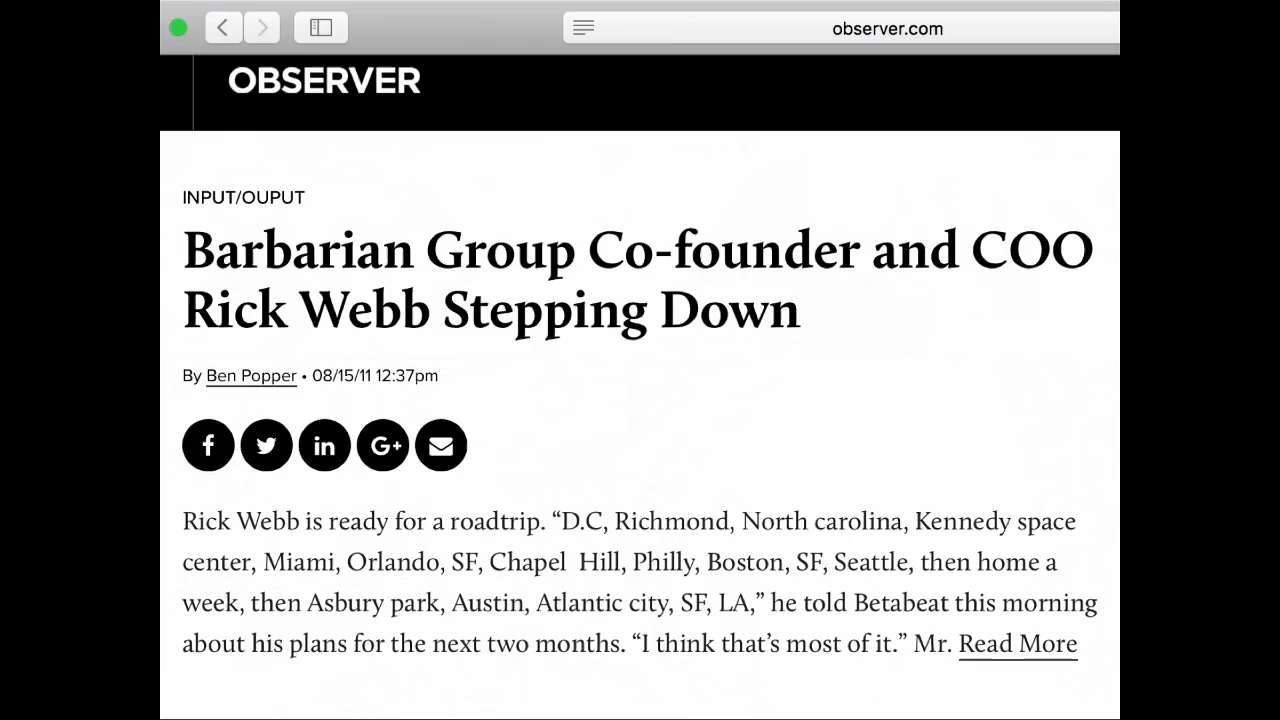 observer.com
OBSERVER
INPUT/OUPUT
Barbarian Group Co-founder and COO
Rick Webb Stepping Down
By Ben Popper • 08/15/11 12:37pm
f in G+
Rick Webb is ready for a roadtrip. “D.C, Richmond, North carolina, Kennedy space
center, Miami, Orlando, SF, Chapel  Hill, Philly, Boston, SF, Seattle, then home a
week, then Asbury park, Austin, Atlantic city, SF, LA,” he told Betabeat this morning
about his plans for the next two months. “I think that’s most of it.” Mr. Read More